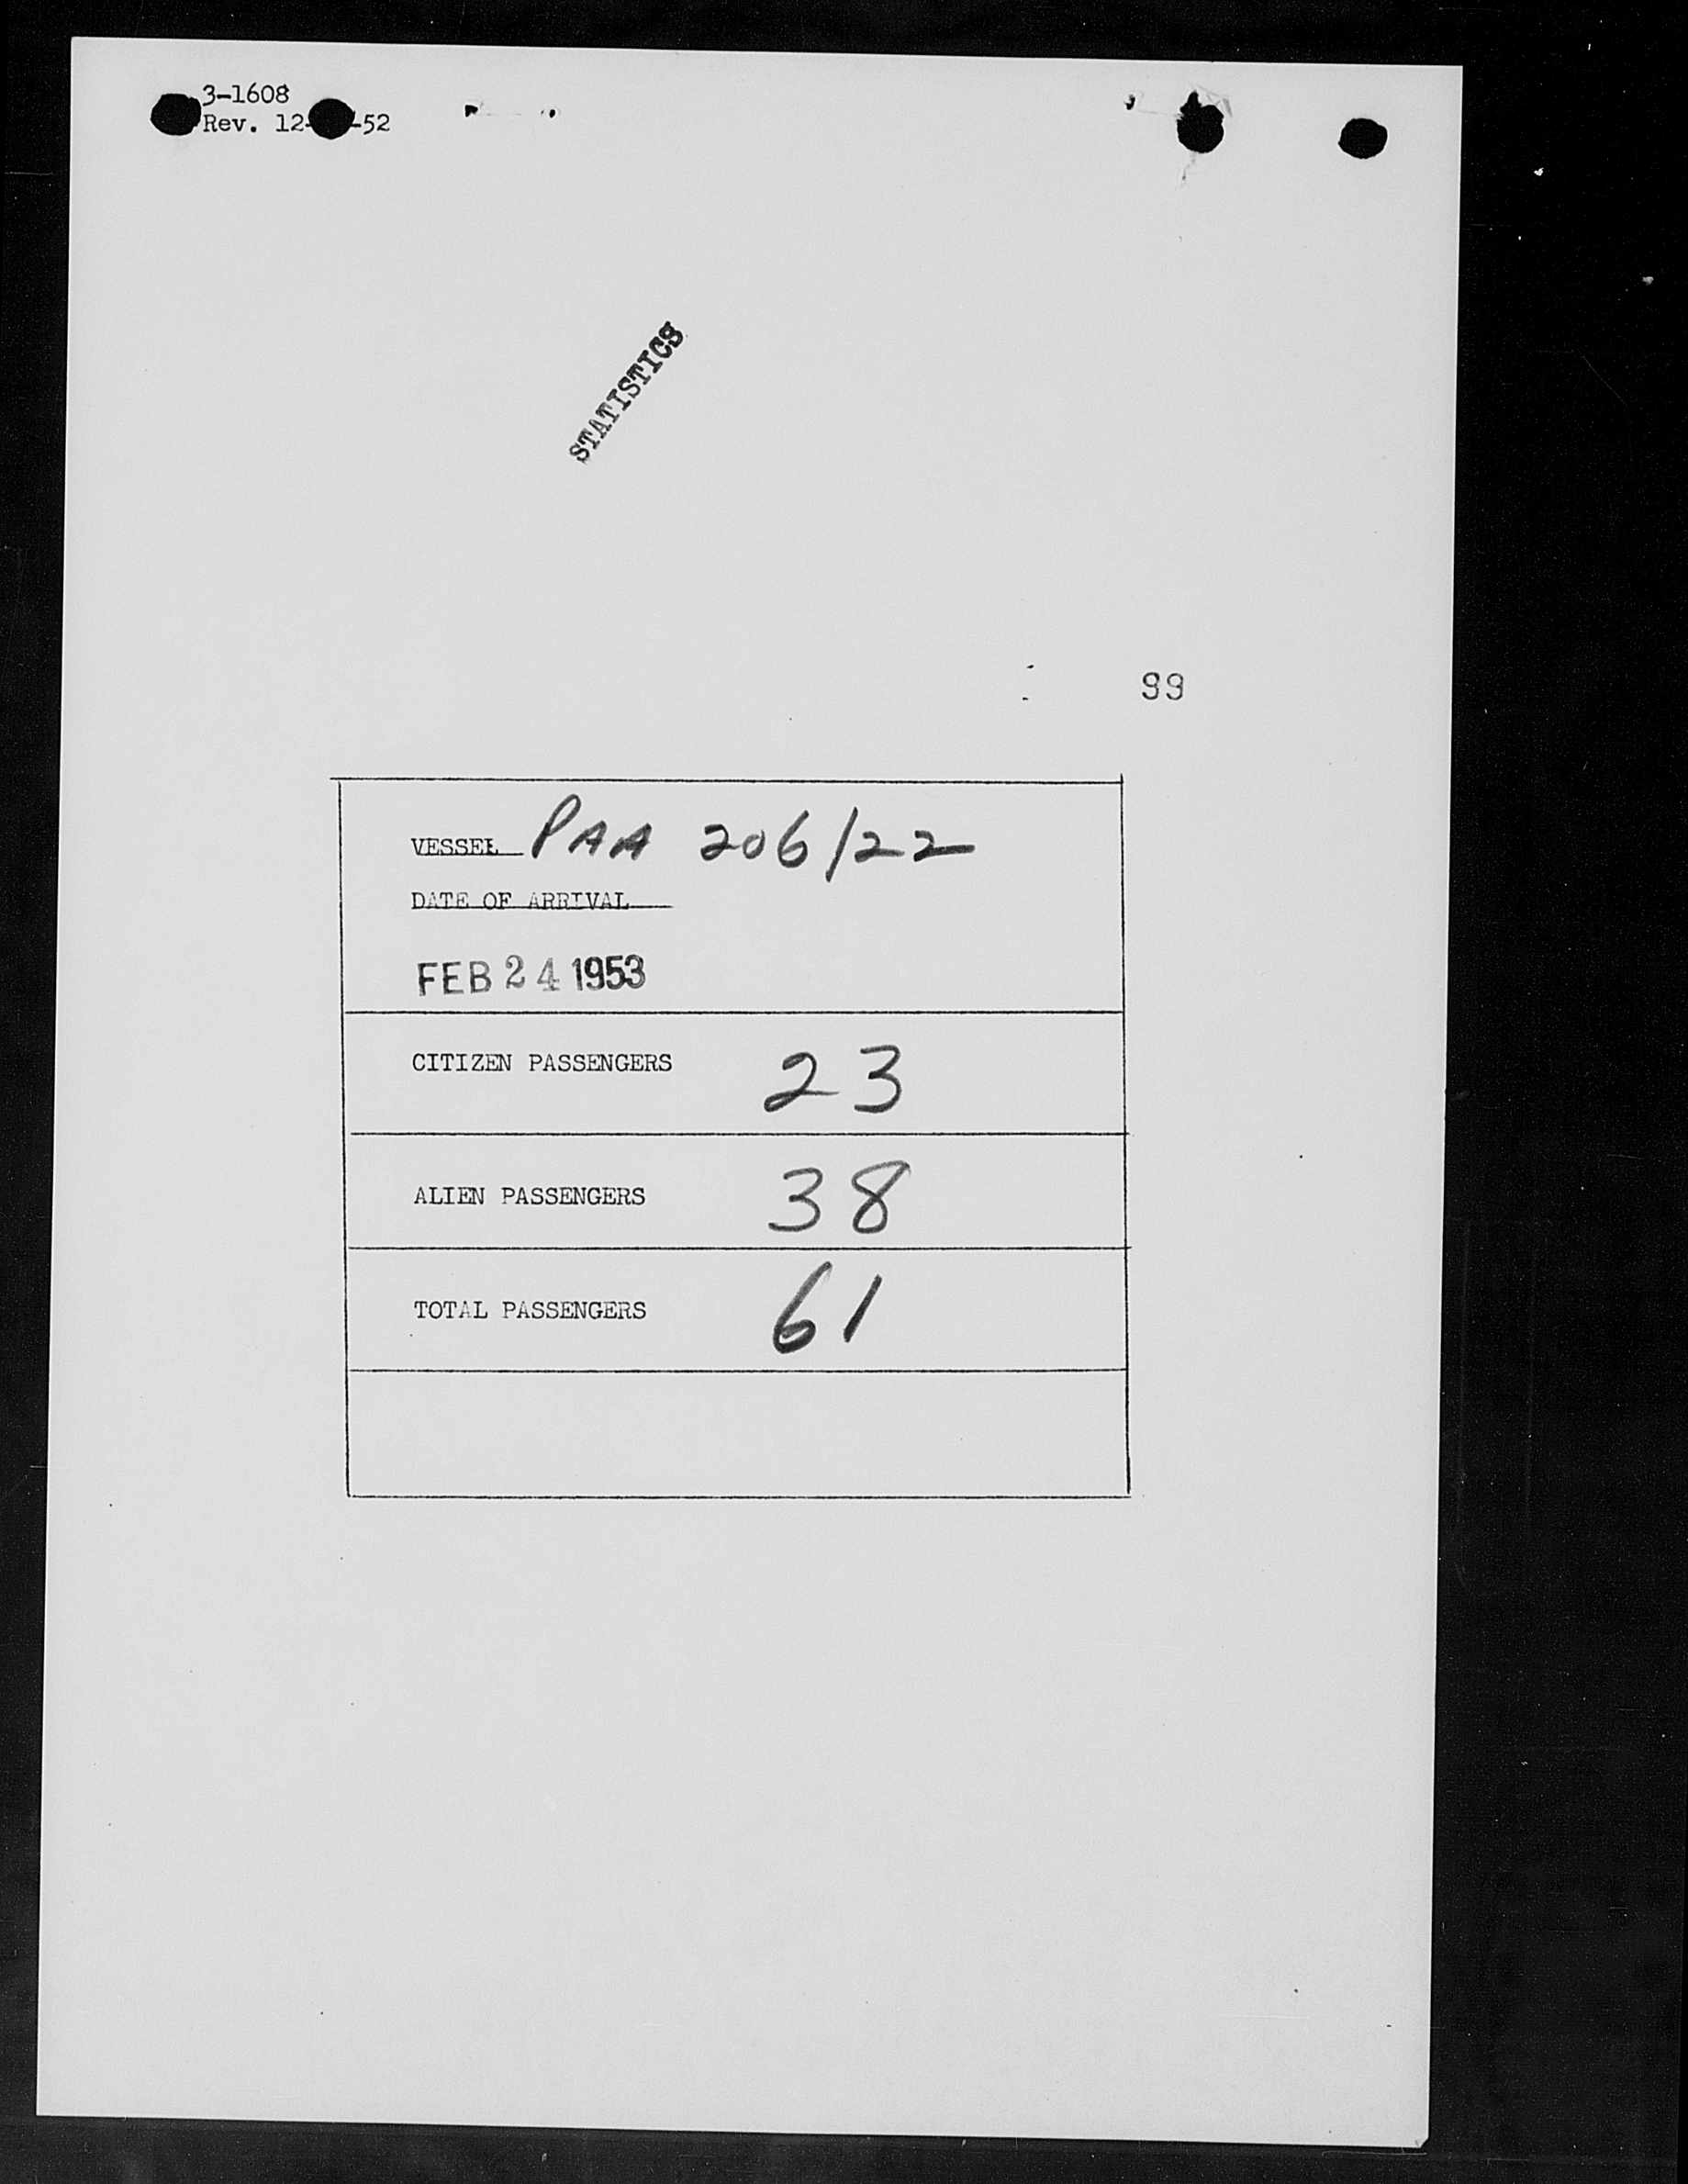 3-1608
Rev. 12- -52
STATISTICS
99
VESSEL PAA 206/22
DATE OF ARRIVAL
FEB 24 1953
CITIZEN PASSENGERS 23
ALIEN PASSENGERS 38
TOTAL PASSENGERS 61